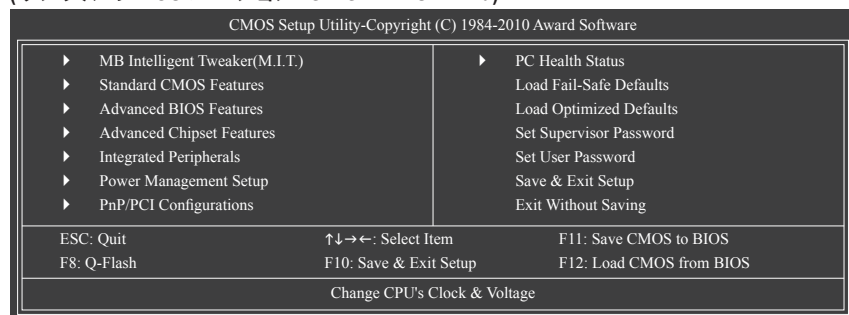 CMOS Setup Utility-Copyright (C) 1984-2010 Award Software
MB Intelligent Tweaker(M.I.T.)
Standard CMOS Features
Advanced BIOS Features
Advanced Chipset Features
Integrated Peripherals
Power Management Setup
PnP/PCI Configurations
PC Health Status
Load Fail-Safe Defaults
Load Optimized Defaults
Set Supervisor Password
Set User Password
Save & Exit Setup
Exit Without Saving
ESC: Quit ↑↓→←: Select Item F11: Save CMOS to BIOS
F8: Q-Flash F10: Save & Exit Setup F12: Load CMOS from BIOS
Change CPU's Clock & Voltage